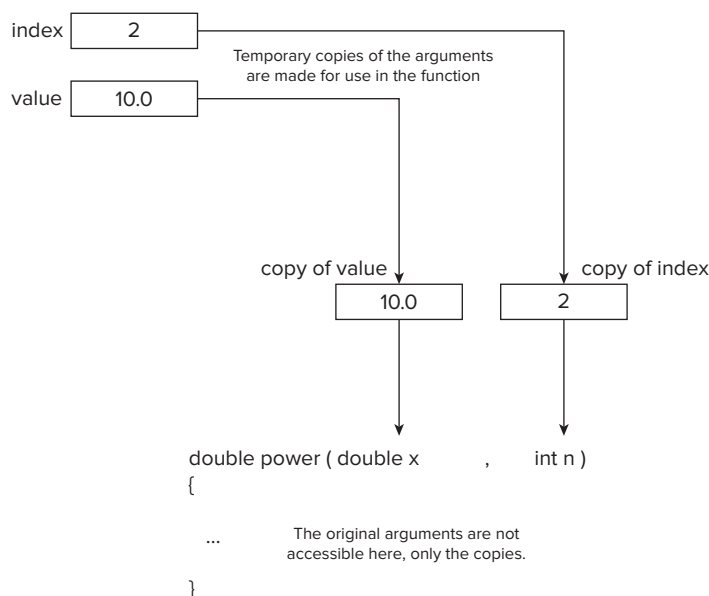 index 2
Temporary copies of the arguments
are made for use in the function
value 10.0
copy of value
copy of index
10.0
2
double power ( double x , int n )
{
...
The original arguments are not
accessible here, only the copies.
}